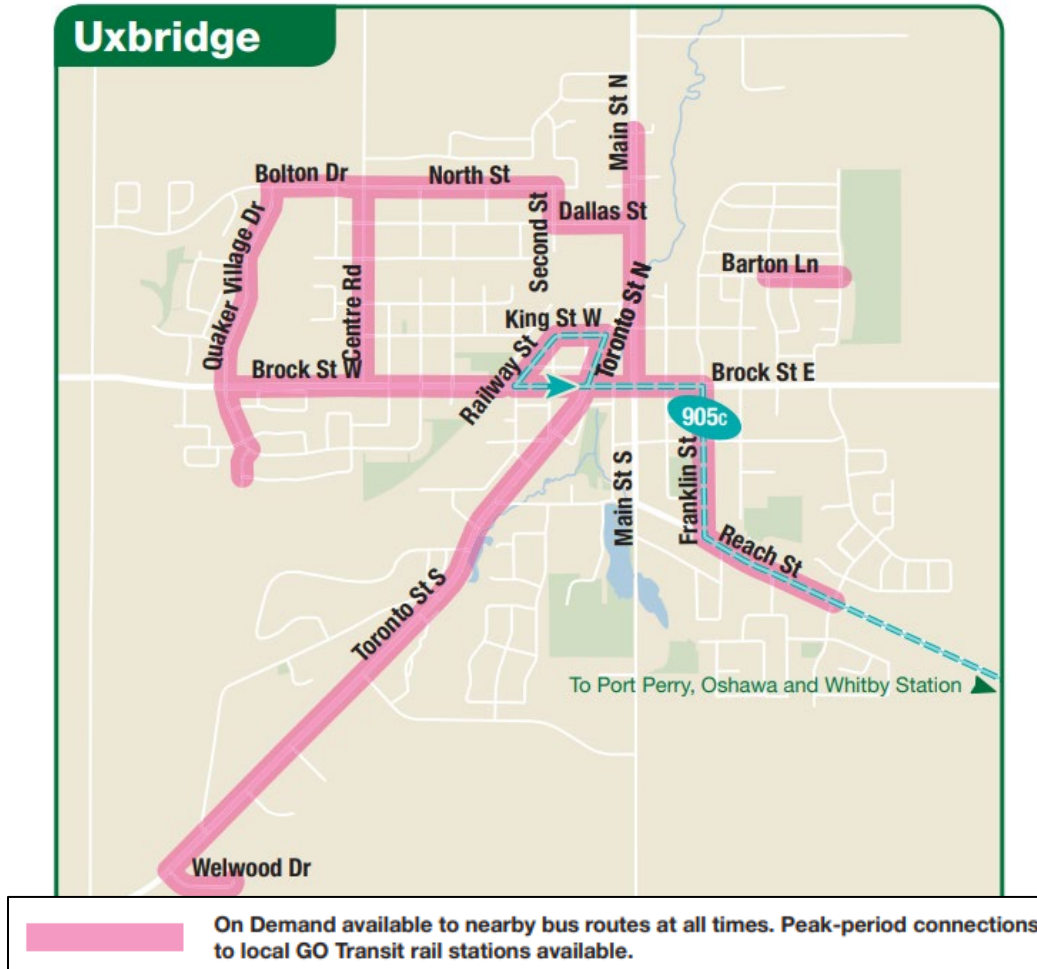 Uxbridge
Main St N
Bolton Dr
North St
Second St
Dallas St
Quaker Village Dr
Centre Rd
Barton Ln
Toronto St N
King St W
Railway St
Brock St W
Brock St E
905c
Franklin St
Main St S
Reach St
Toronto St S
To Port Perry, Oshawa and Whitby Station
Welwood Dr
On Demand available to nearby bus routes at all times. Peak-period connections
to local GO Transit rail stations available.